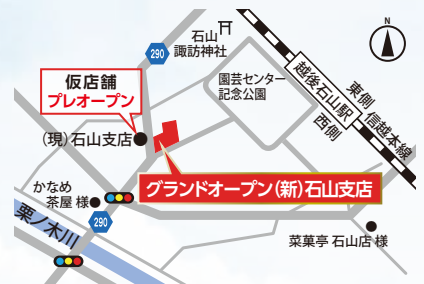 N
290
石山
諏訪神社
園芸センター
記念公園
越後石山駅
東側
信越本線
西側
仮店舗
プレオープン
(現)石山支店
グランドオープン(新)石山支店
かなめ
茶屋 様
290
栗ノ木川
菜菓亭 石山店 様